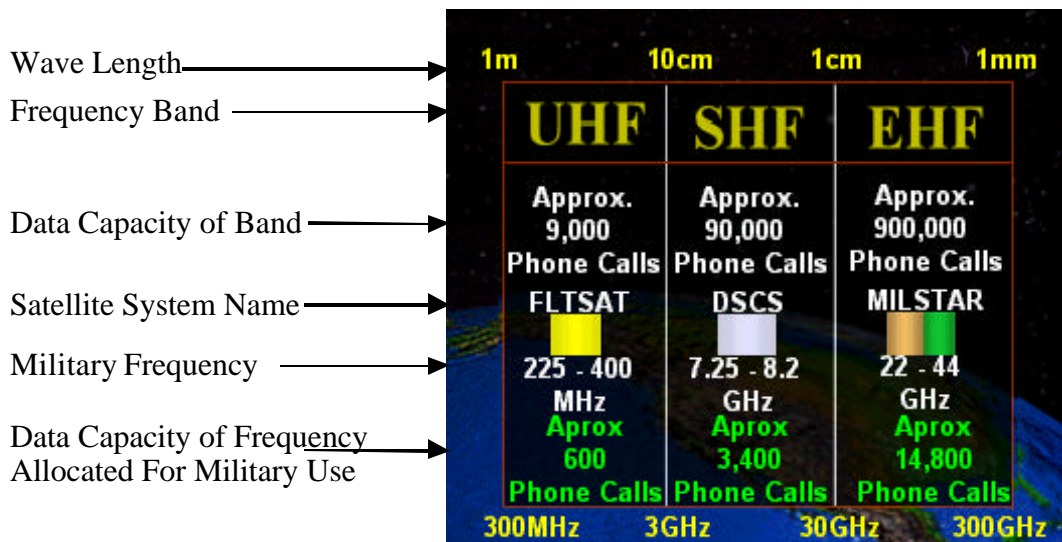 Wave Length
1m 10cm 1cm 1mm
Frequency Band
UHF SHF EHF
Data Capacity of Band
Approx. Approx. Approx.
9,000 90,000 900,000
Phone Calls Phone Calls Phone Calls
Satellite System Name
FLTSAT DSCS MILSTAR
Military Frequency
225 - 400 7.25 - 8.2 22 - 44
MHz GHz GHz
Data Capacity of Frequency
Allocated For Military Use
Aprox Aprox Aprox
600 3,400 14,800
Phone Calls Phone Calls Phone Calls
300MHz 3GHz 30GHz 300GHz